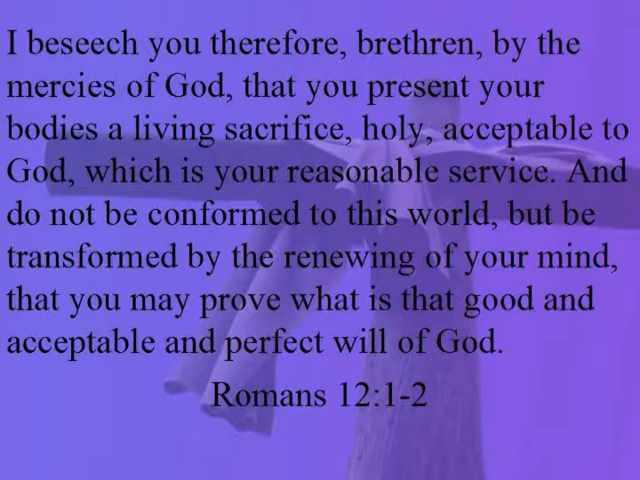 I beseech you therefore, brethren, by the
mercies of God, that you present your
bodies a living sacrifice, holy, acceptable to
God, which is your reasonable service. And
do not be conformed to this world, but be
transformed by the renewing of your mind,
that you may prove what is that good and
acceptable and perfect will of God.
Romans 12:1-2